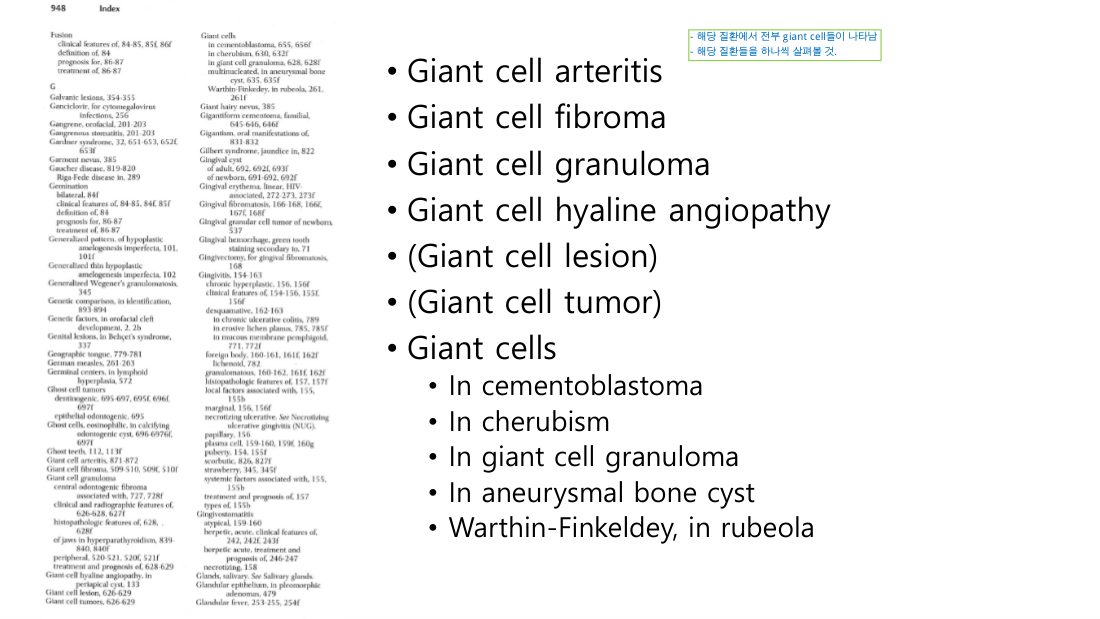 948 Index
Fusion
clinical features of, 84-85, 85f, 86f
definition of, 84
prognosis for, 86-87
treatment of, 86-87
G
Galvanic lesions, 354-355
Ganciclovir, for cytomegalovirus
infections, 256
Gangrene, orofacial, 201-203
Gangrenous stomatitis, 201-203
Gardner syndrome, 32, 651-653, 652f,
653f
Garment nevus, 385
Gaucher disease, 819-820
Riga-Fede disease in, 289
Gemination
bilateral, 84f
clinical features of, 84-85, 84f, 85f
definition of, 84
prognosis for, 86-87
treatment of, 86-87
Generalized pattern, of hypoplastic
amelogenesis imperfecta, 101,
101f
Generalized thin hypoplastic
amelogenesis imperfecta, 102
Generalized Wegener's granulomatosis,
345
Genetic comparison, in identification,
893-894
Genetic factors, in orofacial cleft
development, 2, 2b
Genital lesions, in Behçet's syndrome,
337
Geographic tongue, 779-781
German measles, 261-263
Germinal centers, in lymphoid
hyperplasia, 572
Ghost cell tumors
dentinogenic, 695-697, 695f, 696f,
697f
epithelial odontogenic, 695
Ghost cells, eosinophilic, in calcifying
odontogenic cyst, 696-6976f,
697f
Ghost teeth, 112, 113f
Giant cell arteritis, 871-872
Giant cell fibroma, 509-510, 509f, 510f
Giant cell granuloma
central odontogenic fibroma
associated with, 727, 728f
clinical and radiographic features of,
626-628, 627f
histopathologic features of, 628,
628f
of jaws in hyperparathyroidism, 839-
840, 840f
peripheral, 520-521, 520f, 521f
treatment and prognosis of, 628-629
Giant cell hyaline angiopathy, in
periapical cyst, 133
Giant cell lesion, 626-629
Giant cell tumors, 626-629
Giant cells
in cementoblastoma, 655, 656f
in cherubism, 630, 632f
in giant cell granuloma, 628, 628f
multinucleated, in aneurysmal bone
cyst, 635, 635f
Warthin-Finkedey, in rubeola, 261,
261f
Giant hairy nevus, 385
Gigantiform cementoma, familial,
645-646, 646f
Gigantism, oral manifestations of,
831-832
Gilbert syndrome, jaundice in, 822
Gingival cyst
of adult, 692, 692f, 693f
of newborn, 691-692, 692f
Gingival erythema, linear, HIV-
associated, 272-273, 273f
Gingival fibromatosis, 166-168, 166f,
167f, 168f
Gingival granular cell tumor of newborn,
537
Gingival hemorrhage, green tooth
staining secondary to, 71
Gingivectomy, for gingival fibromatosis,
168
Gingivitis, 154-163
chronic hyperplastic, 156, 156f
clinical features of, 154-156, 155f,
156f
desquamative, 162-163
in chronic ulcerative colitis, 789
in erosive lichen planus, 785, 785f
in mucous membrane pemphigoid,
771, 772f
foreign body, 160-161, 161f, 162f
lichenoid, 782
granulomatous, 160-162, 161f, 162f
histopathologic features of, 157, 157f
local factors associated with, 155,
155b
marginal, 156, 156f
necrotizing ulcerative. See Necrotizing
ulcerative gingivitis (NUG).
papillary, 156
plasma cell, 159-160, 159f, 160g
puberty, 154, 155f
scorbutic, 826, 827f
strawberry, 345, 345f
systemic factors associated with, 155,
155b
treatment and prognosis of, 157
types of, 155b
Gingivostomatitis
atypical, 159-160
herpetic, acute, clinical features of,
242, 242f, 243f
herpetic acute, treatment and
prognosis of, 246-247
necrotizing, 158
Glands, salivary. See Salivary glands.
Glandular epithelium, in pleomorphic
adenomas, 479
Glandular fever, 253-255, 254f
- 해당 질환에서 전부 giant cell들이 나타남
- 해당 질환들을 하나씩 살펴볼 것.
• Giant cell arteritis
• Giant cell fibroma
• Giant cell granuloma
• Giant cell hyaline angiopathy
• (Giant cell lesion)
• (Giant cell tumor)
• Giant cells
• In cementoblastoma
• In cherubism
• In giant cell granuloma
• In aneurysmal bone cyst
• Warthin-Finkeldey, in rubeola